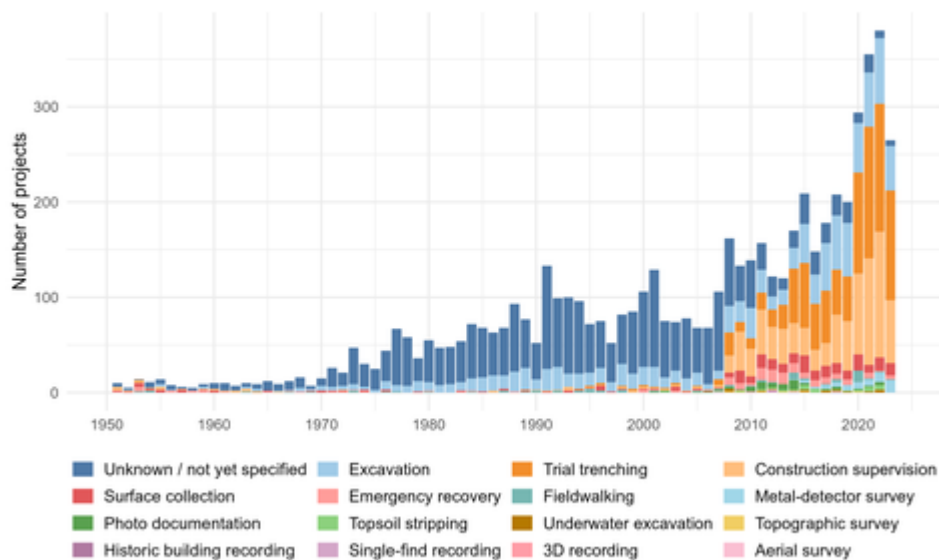 Number of projects
300
200
100
0
1950 1960 1970 1980 1990 2000 2010 2020
Unknown / not yet specified Excavation Trial trenching Construction supervision
Surface collection Emergency recovery Fieldwalking Metal-detector survey
Photo documentation Topsoil stripping Underwater excavation Topographic survey
Historic building recording Single-find recording 3D recording Aerial survey